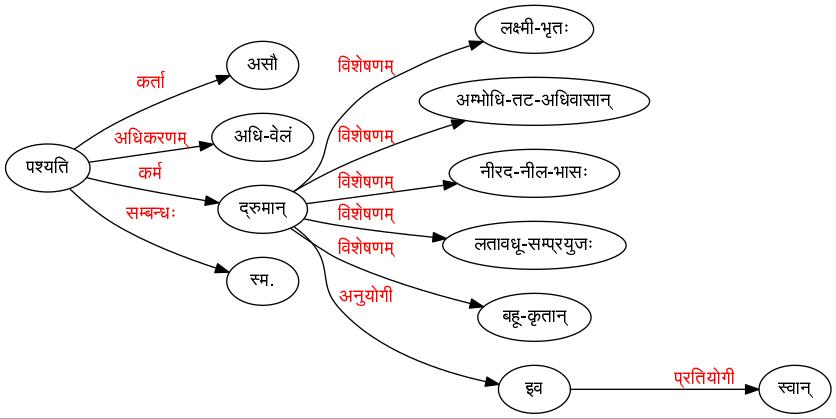 लक्ष्मी-भृतः
असौ
विशेषणम्
कर्ता
अम्भोधि-तट-अधिवासान्
अधि-वेलं
विशेषणम्
अधिकरणम्
पश्यति
कर्म
नीरद-नील-भासः
विशेषणम्
द्रुमान्
सम्बन्धः
विशेषणम्
लतावधू-सम्प्रयुजः
विशेषणम्
स्म.
अनुयोगी
बहू-कृतान्
इव
प्रतियोगी
स्वान्